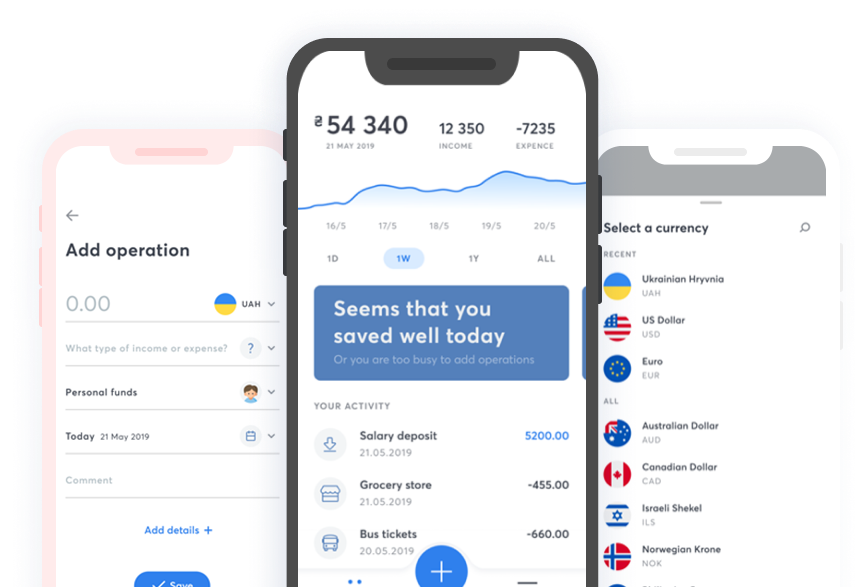 Add operation
0.00 UAH
What type of income or expense? ?
Personal funds
Today 21 May 2019
Comment
Add details +
Save
₴54 340 12 350 -7235
21 MAY 2019 INCOME EXPENCE
16/5 17/5 18/5 19/5 20/5
1D 1W 1Y ALL
Seems that you
saved well today
Or you are too busy to add operations
YOUR ACTIVITY
Salary deposit 5200.00
21.05.2019
Grocery store -455.00
21.05.2019
Bus tickets -660.00
20.05.2019
Select a currency
RECENT
Ukrainian Hryvnia
UAH
US Dollar
USD
Euro
EUR
ALL
Australian Dollar
AUD
Canadian Dollar
CAD
Israeli Shekel
ILS
Norwegian Krone
NOK